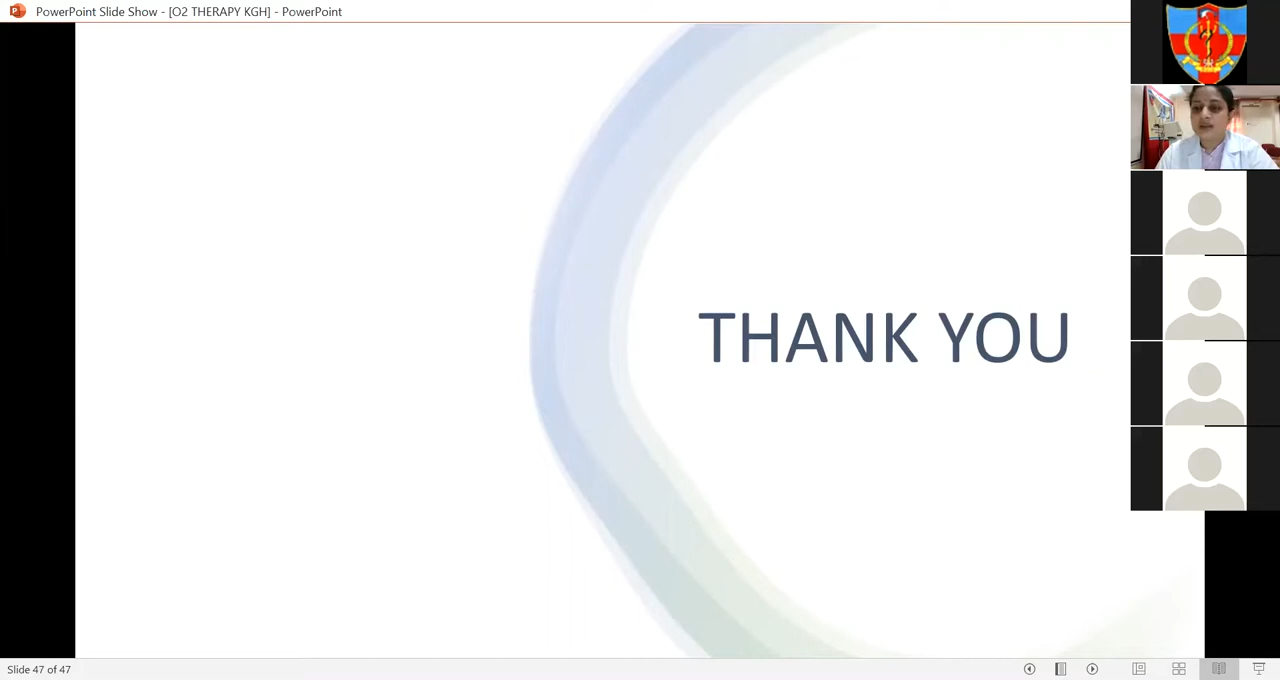 PowerPoint Slide Show - [O2 THERAPY KGH] - PowerPoint
THANK YOU
Slide 47 of 47